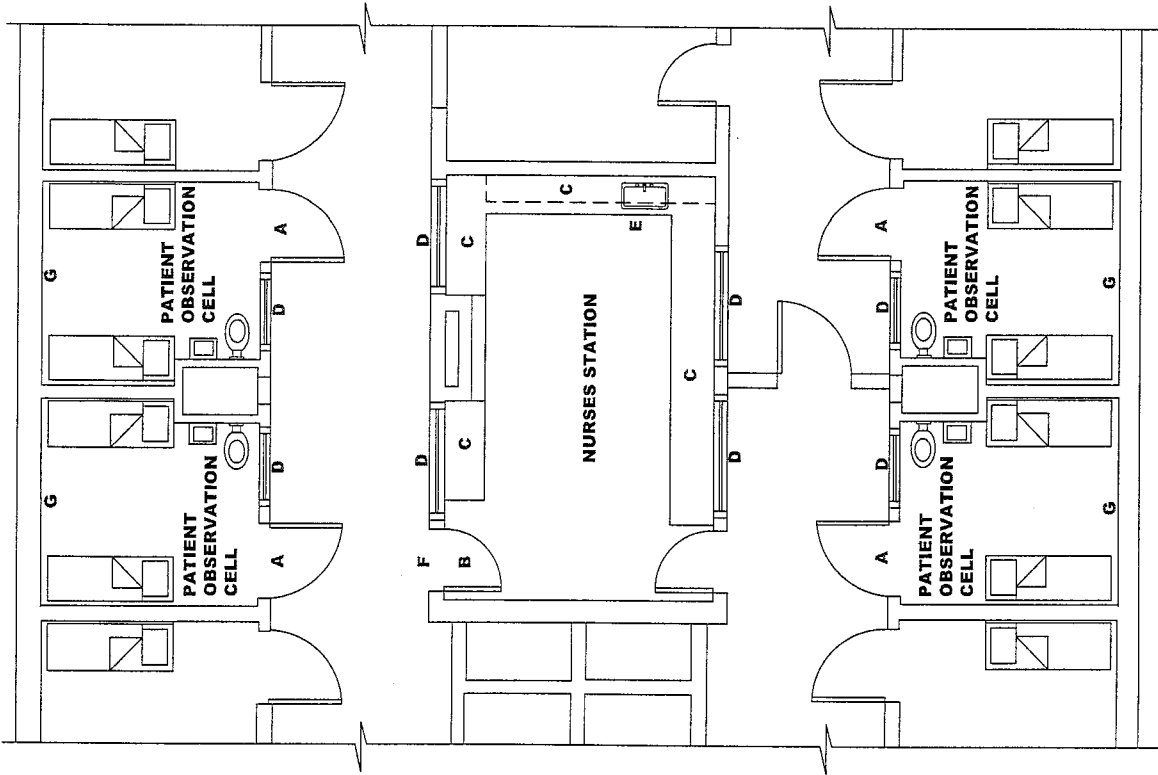 G
G
PATIENT
OBSERVATION
CELL
PATIENT
OBSERVATION
CELL
A
D
D
A
F
D
D
B
C
C
NURSES STATION
C
E
C
D
D
A
D
D
A
PATIENT
OBSERVATION
CELL
PATIENT
OBSERVATION
CELL
G
G